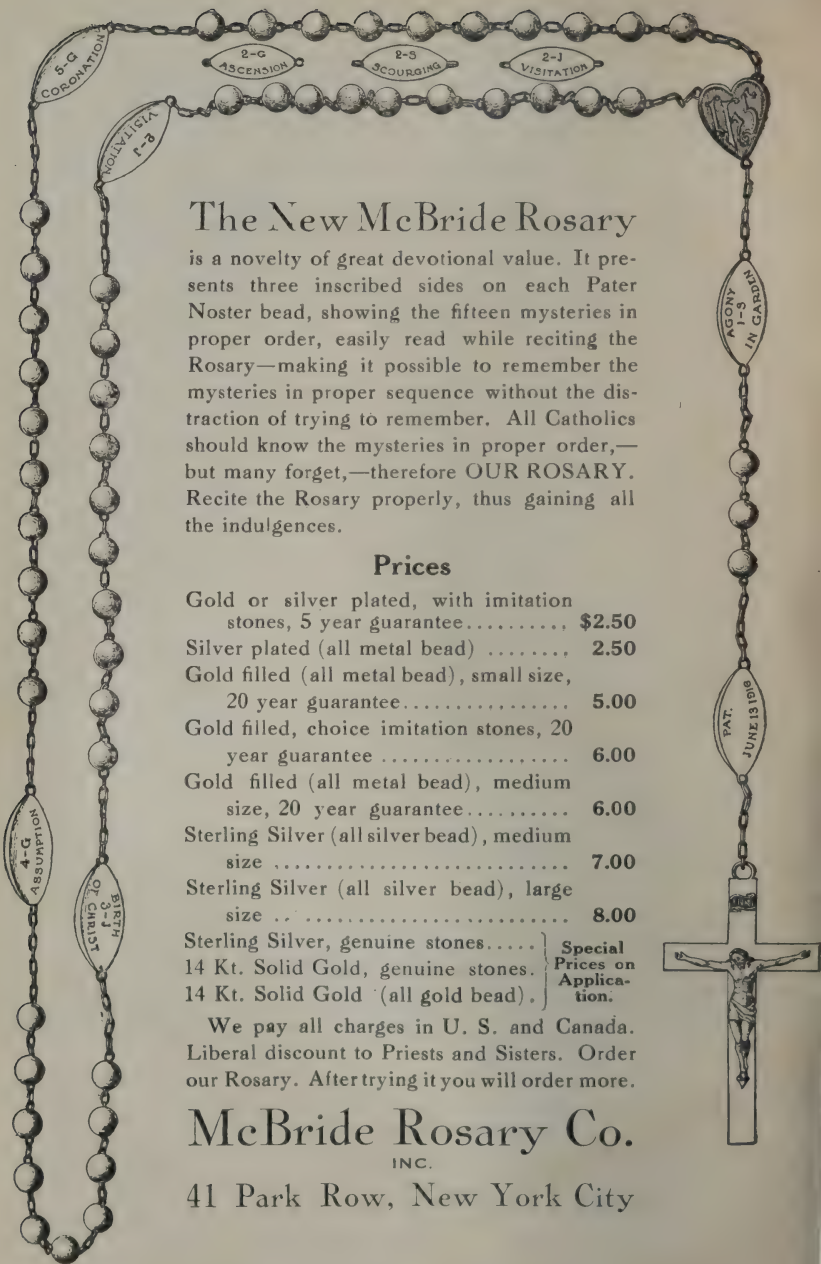 5-G
CORONATION
2-G
ASCENSION
2-S
SCOURGING
2-J
VISITATION
2-J
VISITATION
The New McBride Rosary
is a novelty of great devotional value. It pre-
sents three inscribed sides on each Pater
Noster bead, showing the fifteen mysteries in
proper order, easily read while reciting the
Rosary—making it possible to remember the
mysteries in proper sequence without the dis-
traction of trying to remember. All Catholics
should know the mysteries in proper order,—
but many forget,—therefore OUR ROSARY.
Recite the Rosary properly, thus gaining all
the indulgences.
AGONY
1-S
IN GARDEN
Prices
Gold or silver plated, with imitation
stones, 5 year guarantee.......... $2.50
Silver plated (all metal bead) ........ 2.50
Gold filled (all metal bead), small size,
20 year guarantee................ 5.00
Gold filled, choice imitation stones, 20
year guarantee .................. 6.00
Gold filled (all metal bead), medium
size, 20 year guarantee.......... 6.00
Sterling Silver (all silver bead), medium
size ............................ 7.00
Sterling Silver (all silver bead), large
size ............................ 8.00
Sterling Silver, genuine stones.....
14 Kt. Solid Gold, genuine stones.
14 Kt. Solid Gold (all gold bead).
Special
Prices on
Applica-
tion.
PAT.
JUNE 13 1916
4-G
ASSUMPTION
BIRTH
3-J
OF CHRIST
We pay all charges in U. S. and Canada.
Liberal discount to Priests and Sisters. Order
our Rosary. After trying it you will order more.
McBride Rosary Co.
INC.
41 Park Row, New York City